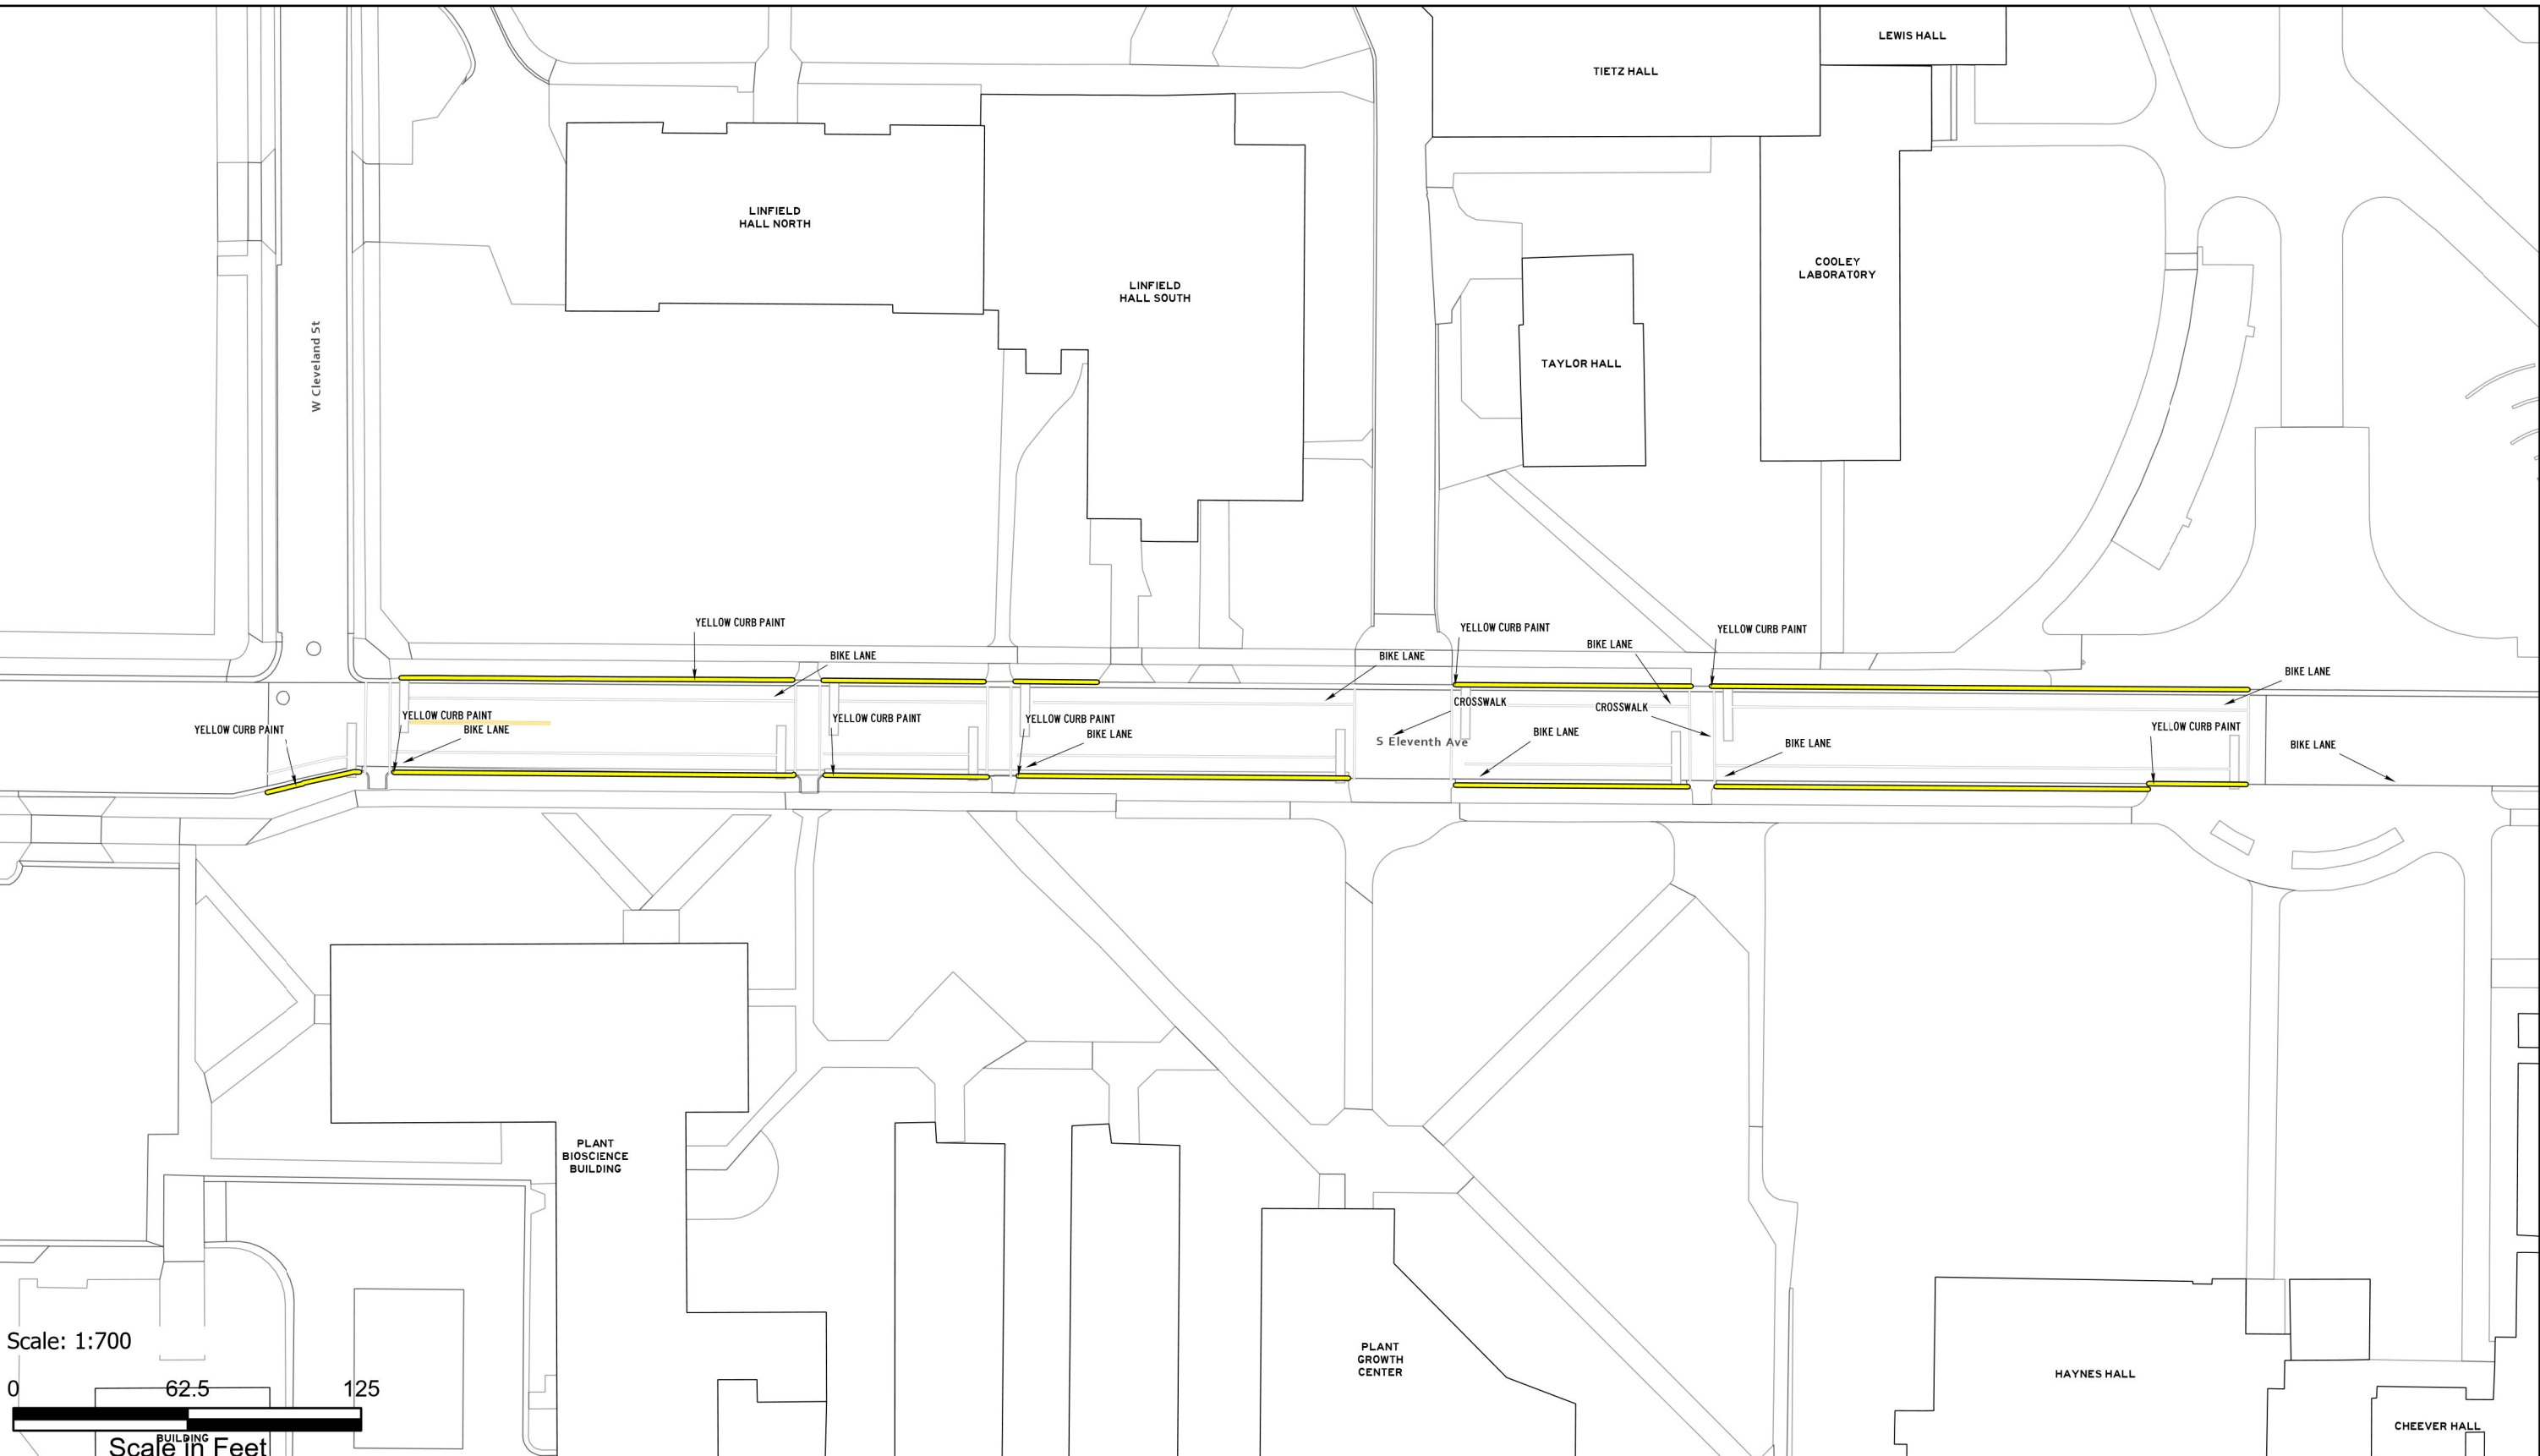 LEWIS HALL
TIETZ HALL
LINFIELD
HALL NORTH
COOLEY
LABORATORY
LINFIELD
HALL SOUTH
W Cleveland St
TAYLOR HALL
YELLOW CURB PAINT
YELLOW CURB PAINT
YELLOW CURB PAINT
BIKE LANE
BIKE LANE
BIKE LANE
BIKE LANE
CROSSWALK
CROSSWALK
YELLOW CURB PAINT
YELLOW CURB PAINT
YELLOW CURB PAINT
YELLOW CURB PAINT
YELLOW CURB PAINT
BIKE LANE
BIKE LANE
S Eleventh Ave
BIKE LANE
BIKE LANE
BIKE LANE
PLANT
BIOSCIENCE
BUILDING
PLANT
GROWTH
CENTER
HAYNES HALL
CHEEVER HALL
Scale: 1:700
0 62.5 125
BUILDING
Scale in Feet